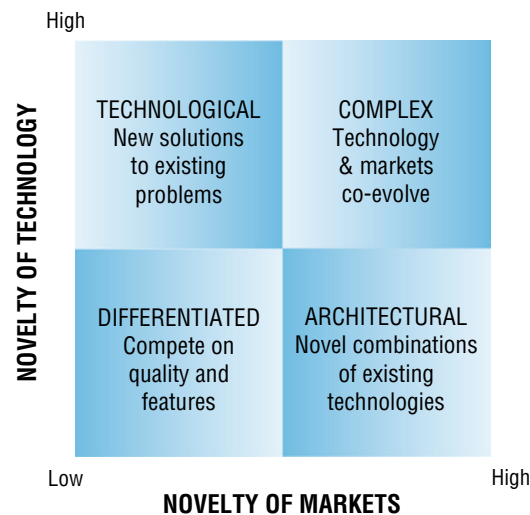 High
NOVELTY OF TECHNOLOGY
TECHNOLOGICAL
New solutions
to existing
problems
COMPLEX
Technology
& markets
co-evolve
DIFFERENTIATED
Compete on
quality and
features
ARCHITECTURAL
Novel combinations
of existing
technologies
Low
High
NOVELTY OF MARKETS